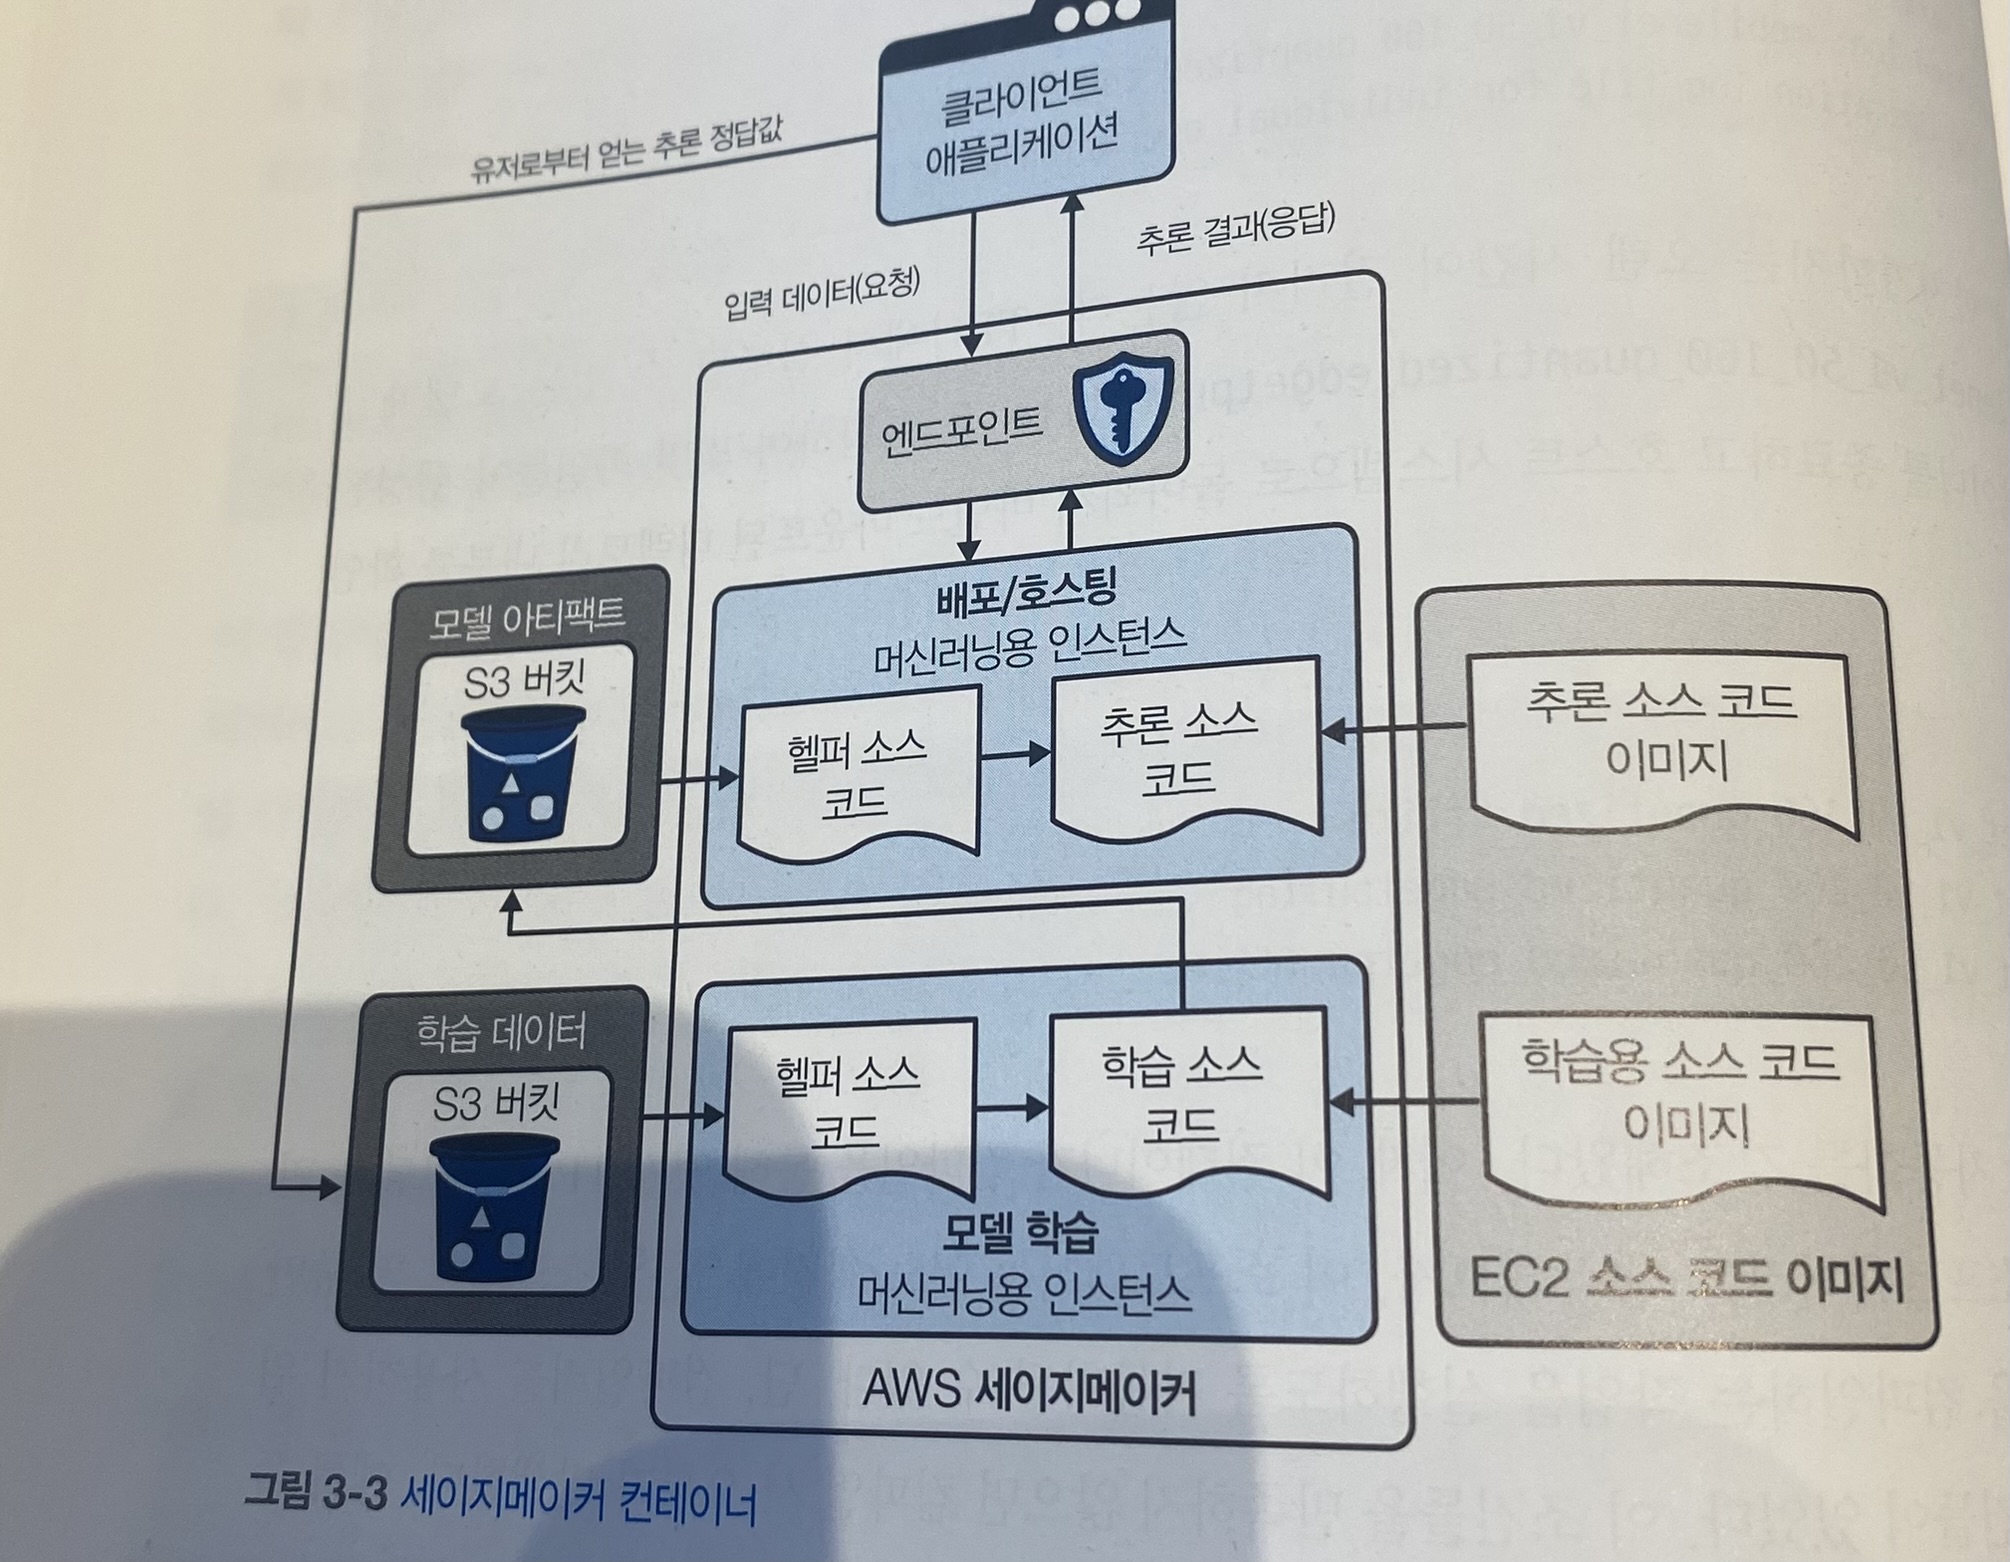 클라이언트
애플리케이션
유저로부터 얻는 추론 정답값
추론 결과(응답)
입력 데이터(요청)
엔드포인트
배포/호스팅
머신러닝용 인스턴스
모델 아티팩트
S3 버킷
헬퍼 소스
코드
추론 소스
코드
추론 소스 코드
이미지
학습 데이터
S3 버킷
헬퍼 소스
코드
학습 소스
코드
학습용 소스 코드
이미지
모델 학습
머신러닝용 인스턴스
EC2 소스 코드 이미지
AWS 세이지메이커
그림 3-3 세이지메이커 컨테이너